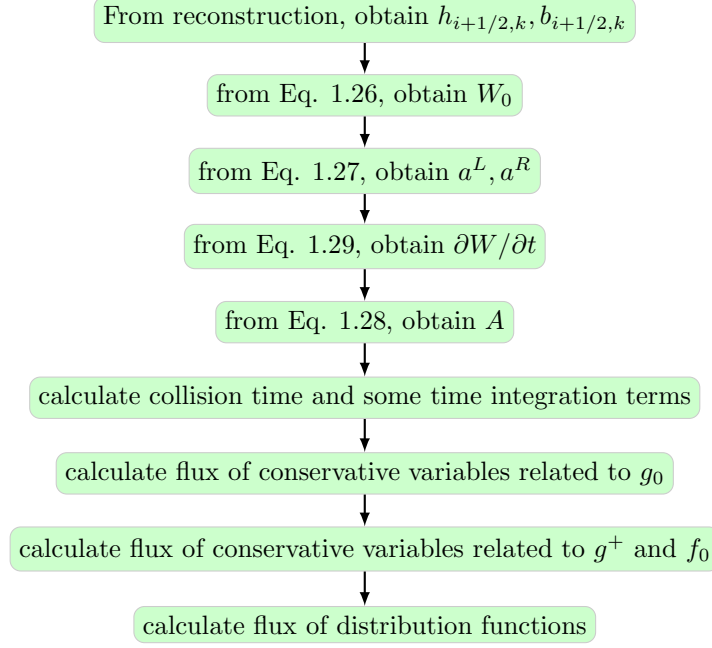 From reconstruction, obtain $h_{i+1/2,k}, b_{i+1/2,k}$
from Eq. 1.26, obtain $W_0$
from Eq. 1.27, obtain $a^L, a^R$
from Eq. 1.29, obtain $\partial W/\partial t$
from Eq. 1.28, obtain $A$
calculate collision time and some time integration terms
calculate flux of conservative variables related to $g_0$
calculate flux of conservative variables related to $g^+$ and $f_0$
calculate flux of distribution functions